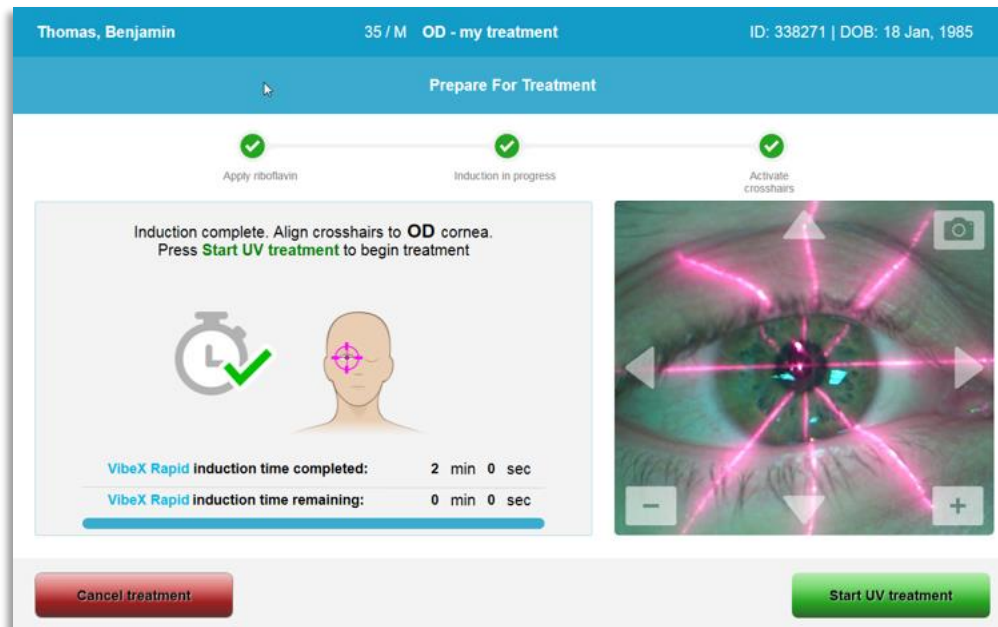 Thomas, Benjamin 35 / M OD - my treatment ID: 338271 | DOB: 18 Jan, 1985
Prepare For Treatment
Apply riboflavin
Induction in progress
Activate
crosshairs
Induction complete. Align crosshairs to OD cornea.
Press Start UV treatment to begin treatment
VibeX Rapid induction time completed: 2 min 0 sec
VibeX Rapid induction time remaining: 0 min 0 sec
Cancel treatment
Start UV treatment